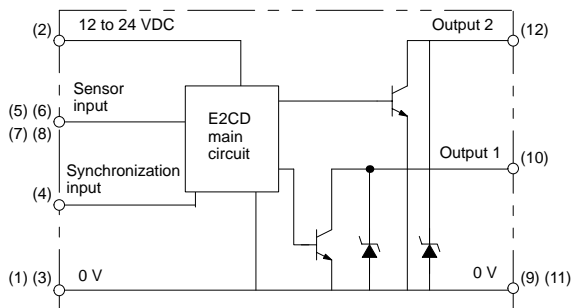 (2) 12 to 24 VDC Output 2 (12)
Sensor
input
(5) (6)
(7) (8)
E2CD
main
circuit
Output 1
(10)
Synchronization
input
(4)
(1) (3) 0 V 0 V (9) (11)